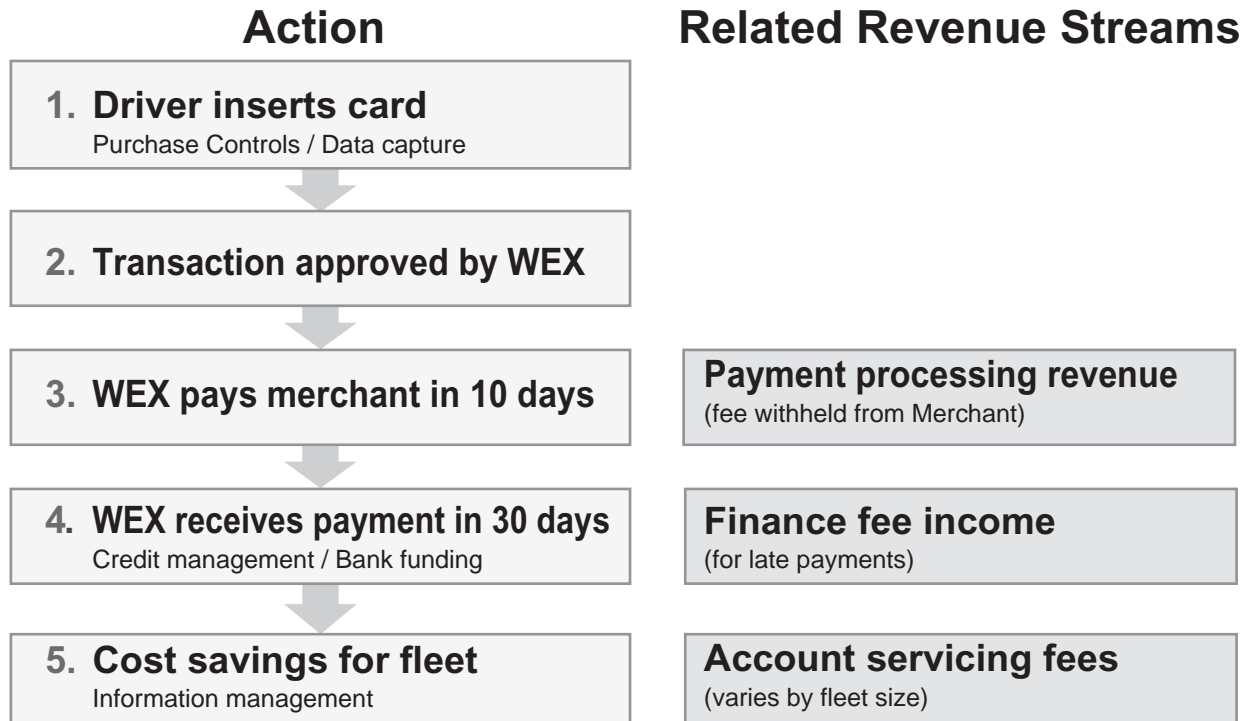 Action
Related Revenue Streams
1. Driver inserts card
Purchase Controls / Data capture
2. Transaction approved by WEX
3. WEX pays merchant in 10 days
Payment processing revenue
(fee withheld from Merchant)
4. WEX receives payment in 30 days
Credit management / Bank funding
Finance fee income
(for late payments)
5. Cost savings for fleet
Information management
Account servicing fees
(varies by fleet size)